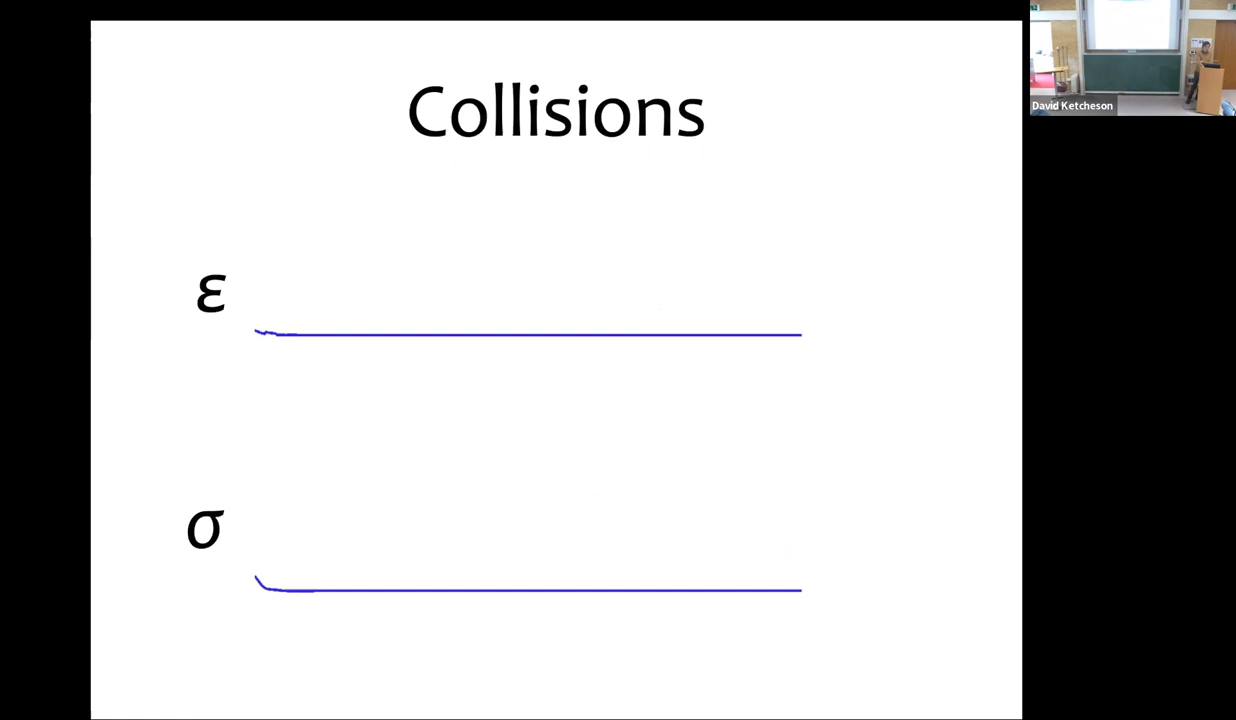 Collisions
ε
σ
David Ketcheson